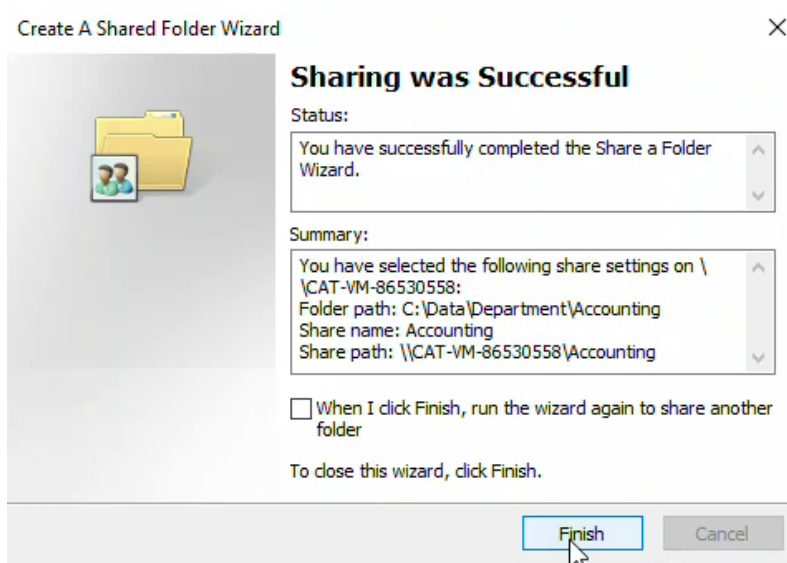 Create A Shared Folder Wizard
Sharing was Successful
Status:
You have successfully completed the Share a Folder
Wizard.
Summary:
You have selected the following share settings on \
\CAT-VM-86530558:
Folder path: C:\Data\Department\Accounting
Share name: Accounting
Share path: \\CAT-VM-86530558\Accounting
When I click Finish, run the wizard again to share another
folder
To close this wizard, click Finish.
Finish
Cancel